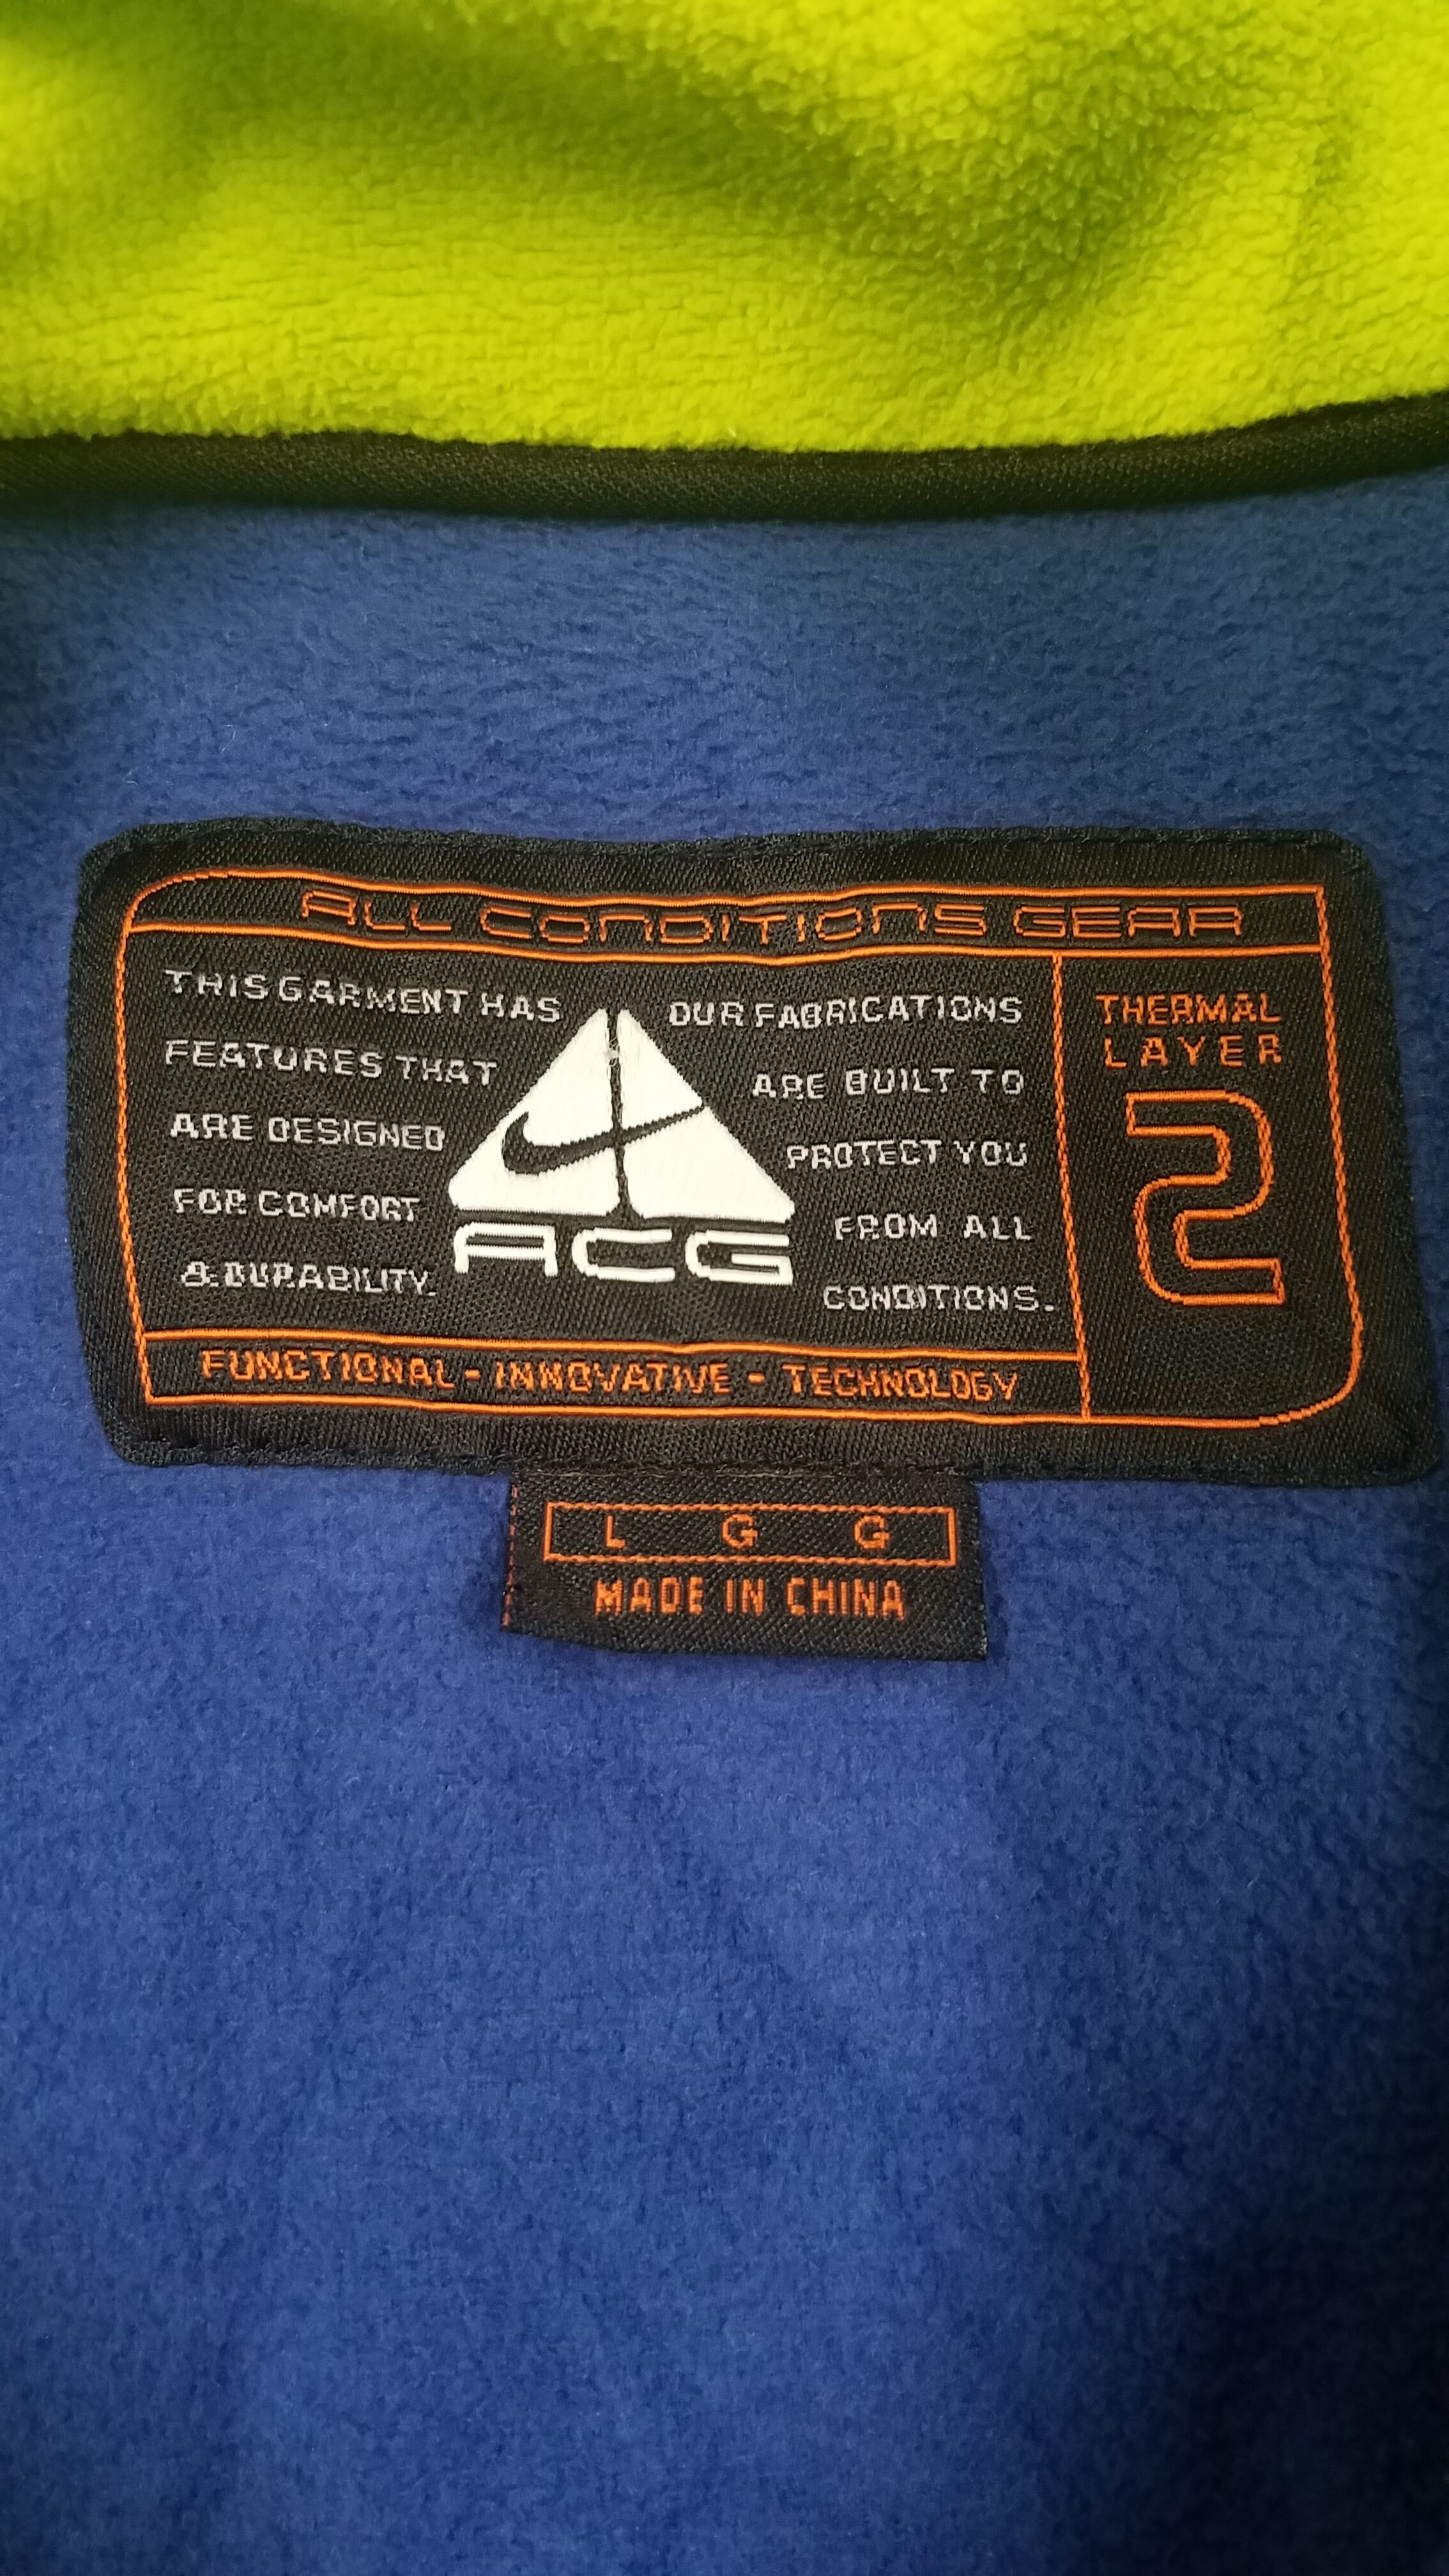 ALL CONDITIONS GEAR
THIS GARMENT HAS
FEATURES THAT
ARE DESIGNED
FOR COMFORT
& DURABILITY.
ACG
OUR FABRICATIONS
ARE BUILT TO
PROTECT YOU
FROM ALL
CONDITIONS.
THERMAL
LAYER
2
FUNCTIONAL - INNOVATIVE - TECHNOLOGY
L G G
MADE IN CHINA